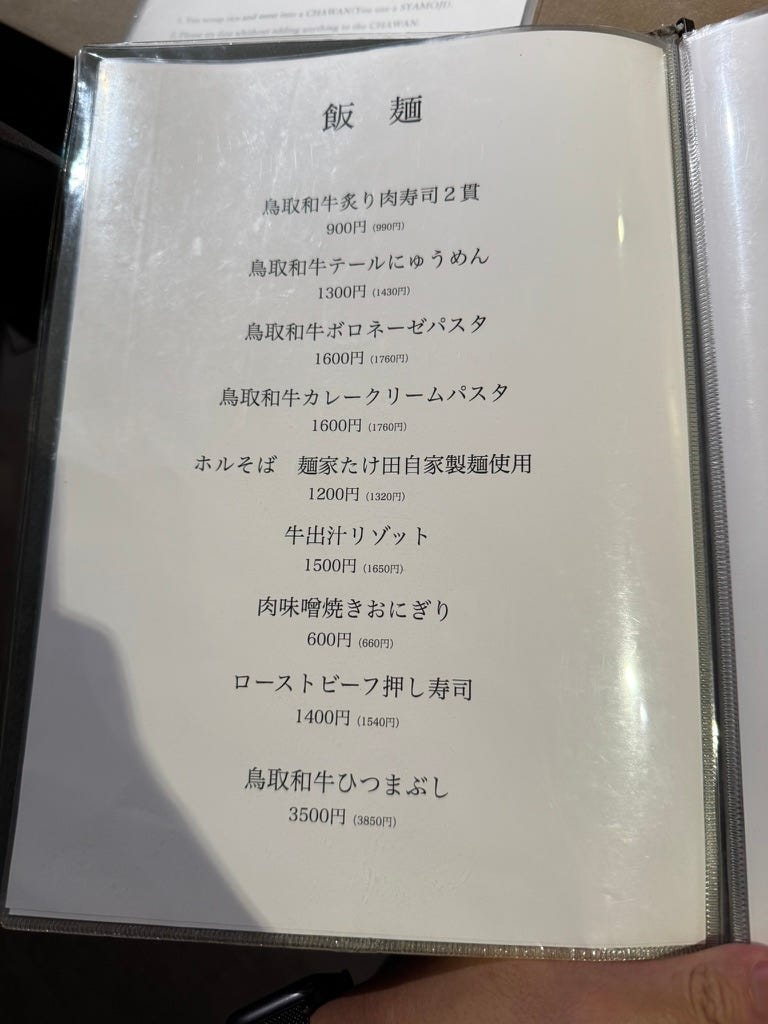 1. You scoop rice and some into a CHAWAN(You use a SYAMOJI).
2. Please try first whithout adding anything to the CHAWAN.
飯 麺
鳥取和牛炙り肉寿司2貫
900円 (990円)
鳥取和牛テールにゅうめん
1300円 (1430円)
鳥取和牛ボロネーゼパスタ
1600円 (1760円)
鳥取和牛カレークリームパスタ
1600円 (1760円)
ホルそば 麺家たけ田自家製麺使用
1200円 (1320円)
牛出汁リゾット
1500円 (1650円)
肉味噌焼きおにぎり
600円 (660円)
ローストビーフ押し寿司
1400円 (1540円)
鳥取和牛ひつまぶし
3500円 (3850円)